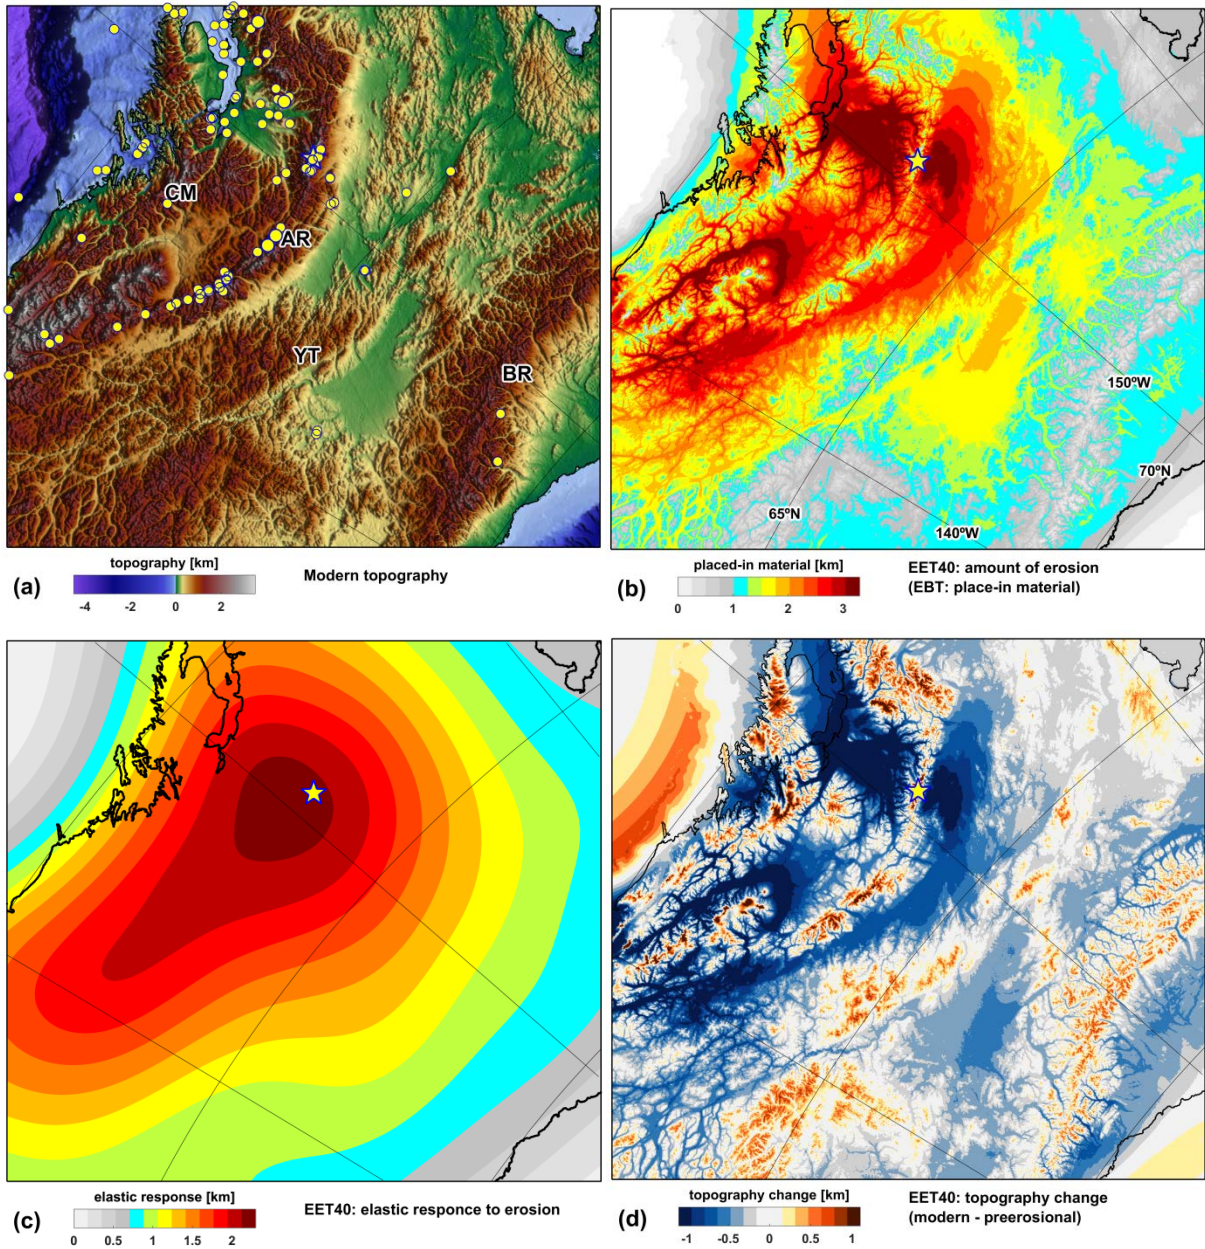 CM
AR
YT
BR
topography [km]
-4 -2 0 2
(a)
Modern topography
150ºW
70ºN
65ºN
140ºW
placed-in material [km]
0 1 2 3
(b)
EET40: amount of erosion
(EBT: place-in material)
elastic response [km]
0 0.5 1 1.5 2
(c)
EET40: elastic responce to erosion
topography change [km]
-1 -0.5 0 0.5 1
(d)
EET40: topography change
(modern - preerosional)